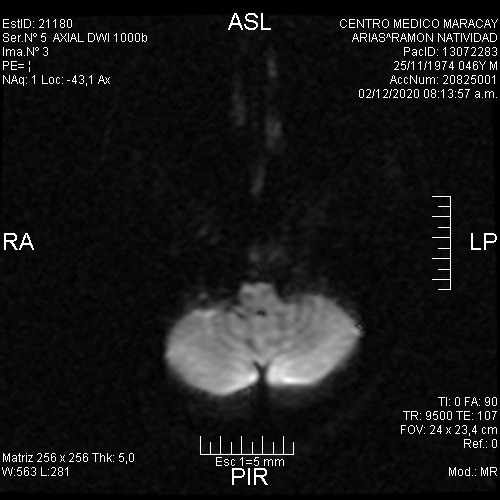 EstID: 21180
Ser.Nº 5 AXIAL DWI 1000b
Ima.Nº 3
PE= ¦
NAq: 1 Loc: -43,1 Ax
ASL
CENTRO MEDICO MARACAY
ARIAS^RAMON NATIVIDAD
PacID: 13072283
25/11/1974 046Y M
AccNum: 20825001
02/12/2020 08:13:57 a.m.
RA
LP
TI: 0 FA: 90
TR: 9500 TE: 107
FOV: 24 x 23,4 cm
Ref.: 0
Matriz 256 x 256 Thk: 5,0
W:563 L:281
Esc 1=5 mm
PIR
Mod.: MR